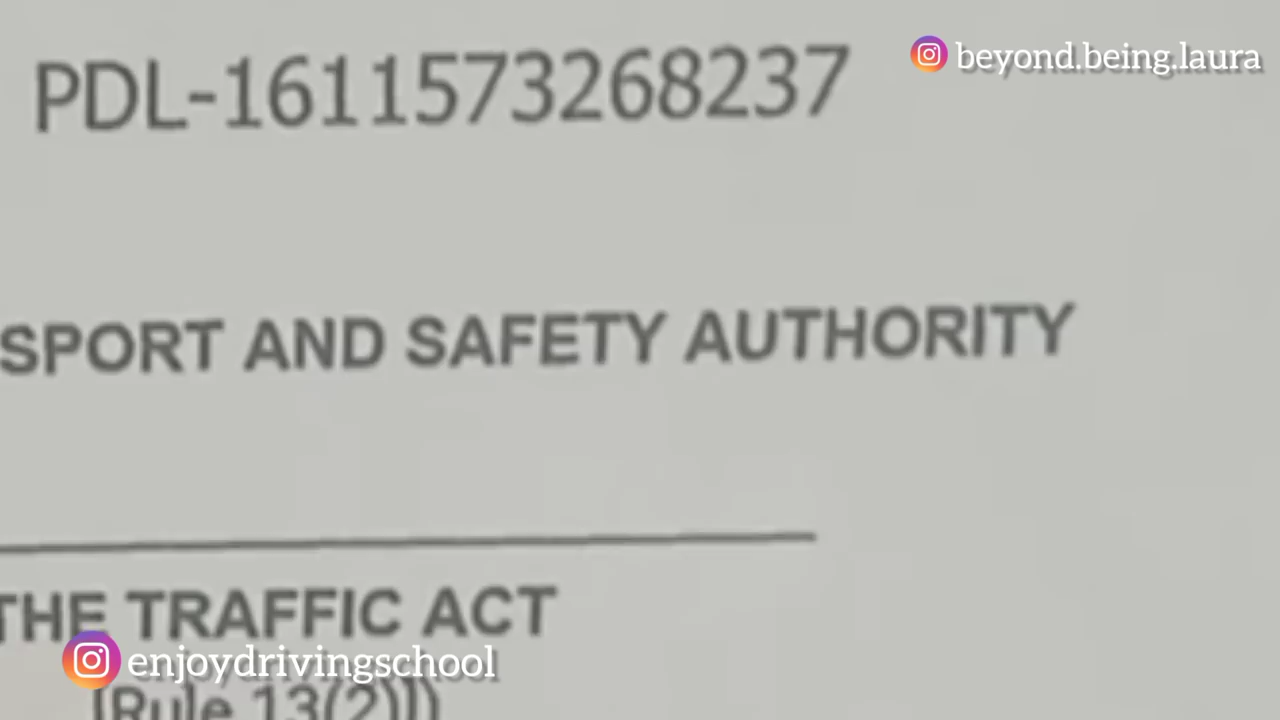 PDL-1611573268237
beyond.being.laura
SPORT AND SAFETY AUTHORITY
THE TRAFFIC ACT
enjoydrivingschool
[Rule 13(2)])